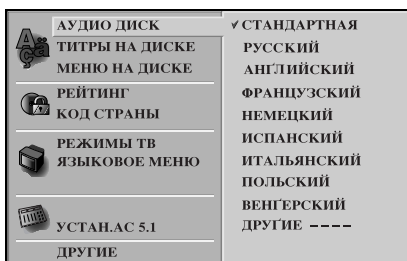 АУДИО ДИСК
ТИТРЫ НА ДИСКЕ
МЕНЮ НА ДИСКЕ
РЕЙТИНГ
КОД СТРАНЫ
РЕЖИМЫ ТВ
ЯЗЫКОВОЕ МЕНЮ
УСТАН.АС 5.1
ДРУГИЕ
✓ СТАНДАРТНАЯ
РУССКИЙ
АНГЛИЙСКИЙ
ФРАНЦУЗСКИЙ
НЕМЕЦКИЙ
ИСПАНСКИЙ
ИТАЛЬЯНСКИЙ
ПОЛЬСКИЙ
ВЕНГЕРСКИЙ
ДРУГИЕ ----